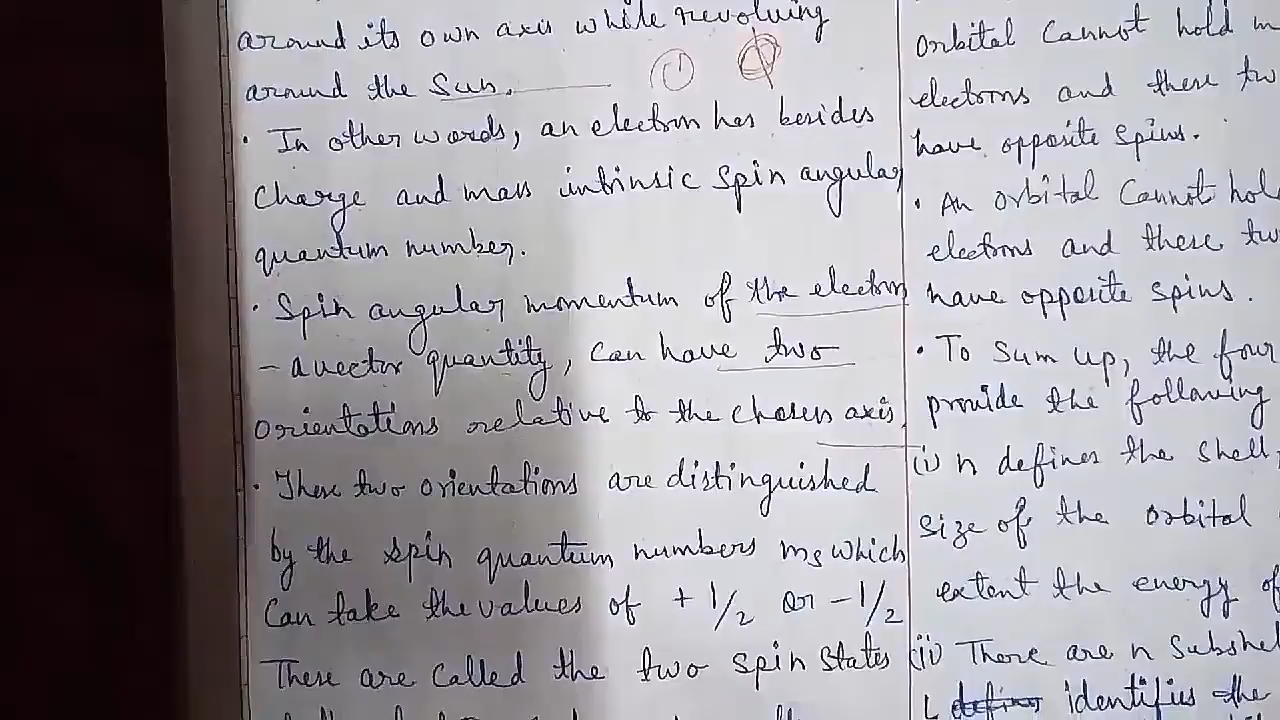 around its own axis while revolving
around the Sun.
• In other words, an electron has besides
Charge and mass intrinsic spin angular
quantum number.
• Spin angular momentum of the electron
– a vector quantity, can have two
orientations relative to the chosen axis.
• These two orientations are distinguished
by the spin quantum numbers ms which
Can take the values of + 1/2 or - 1/2
These are called the two spin states
Orbital Cannot hold
electrons and these
have opposite spins.
• An orbital Cannot
electrons and these
have opposite spins.
• To Sum up, the four
provide the following
(i) n defines the shell,
size of the orbital
extent the energy of
(ii) There are n
L identifies the